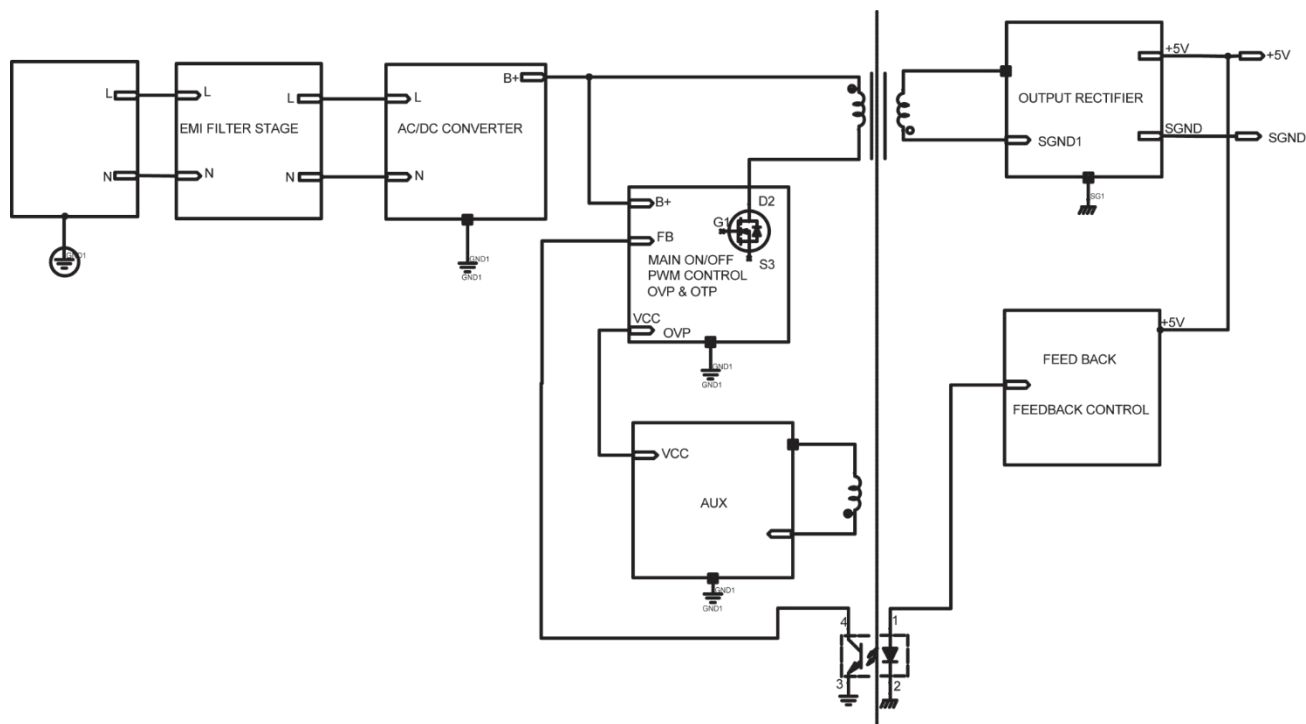 L
N
GND1
L
N
EMI FILTER STAGE
L
N
L
N
AC/DC CONVERTER
B+
GND1
GND1
B+
FB
D2
G1
S3
MAIN ON/OFF
PWM CONTROL
OVP & OTP
VCC
OVP
GND1
GND1
VCC
AUX
GND1
GND1
4
3
1
2
OUTPUT RECTIFIER
SGND1
+5V
SGND
SG1
+5V
SGND
+5V
FEED BACK
FEEDBACK CONTROL